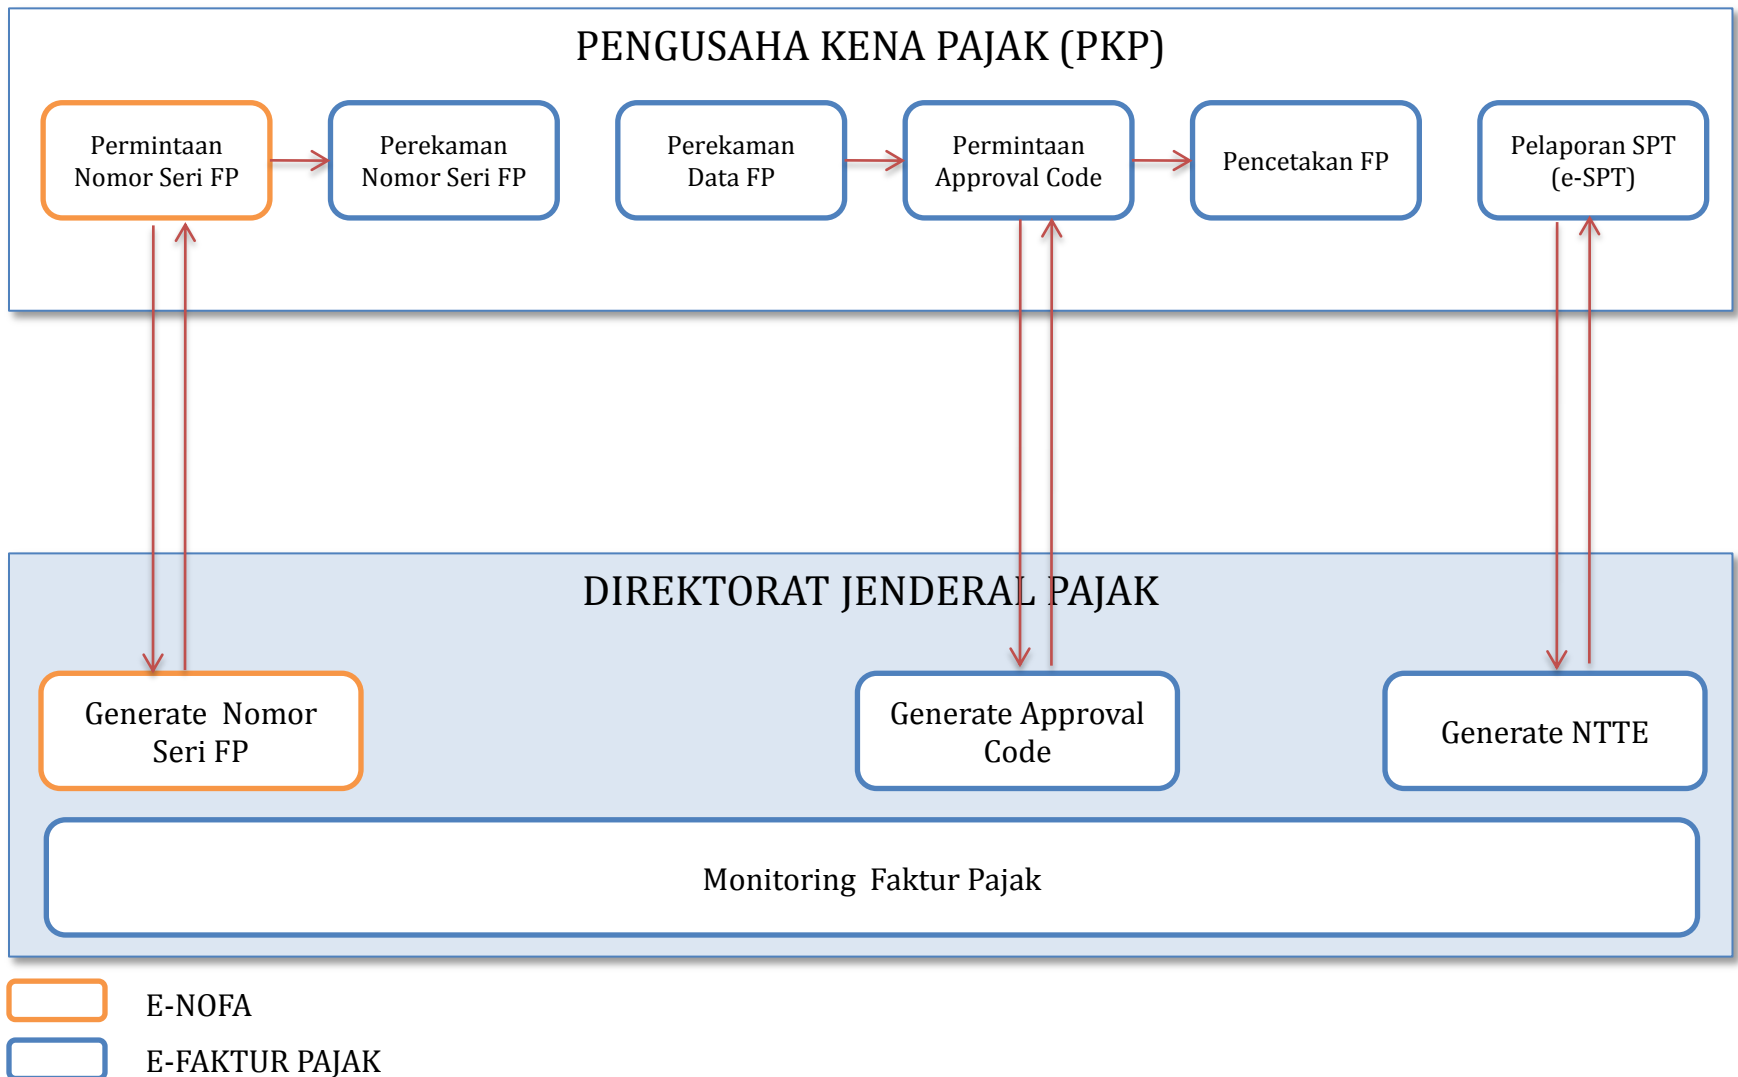 PENGUSAHA KENA PAJAK (PKP)
Permintaan
Nomor Seri FP
Perekaman
Nomor Seri FP
Perekaman
Data FP
Permintaan
Approval Code
Pencetakan FP
Pelaporan SPT
(e-SPT)
DIREKTORAT JENDERAL PAJAK
Generate Nomor
Seri FP
Generate Approval
Code
Generate NTTE
Monitoring Faktur Pajak
E-NOFA
E-FAKTUR PAJAK